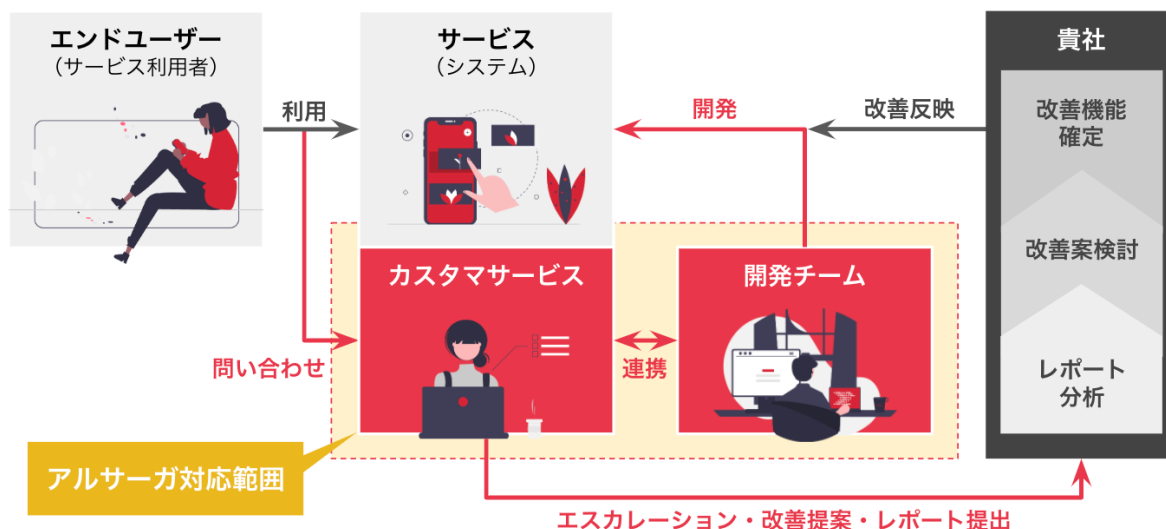 エンドユーザー
（サービス利用者）
利用
サービス
（システム）
開発
改善反映
貴社
改善機能
確定
改善案検討
レポート
分析
カスタマサービス
開発チーム
問い合わせ
連携
アルサーガ対応範囲
エスカレーション・改善提案・レポート提出